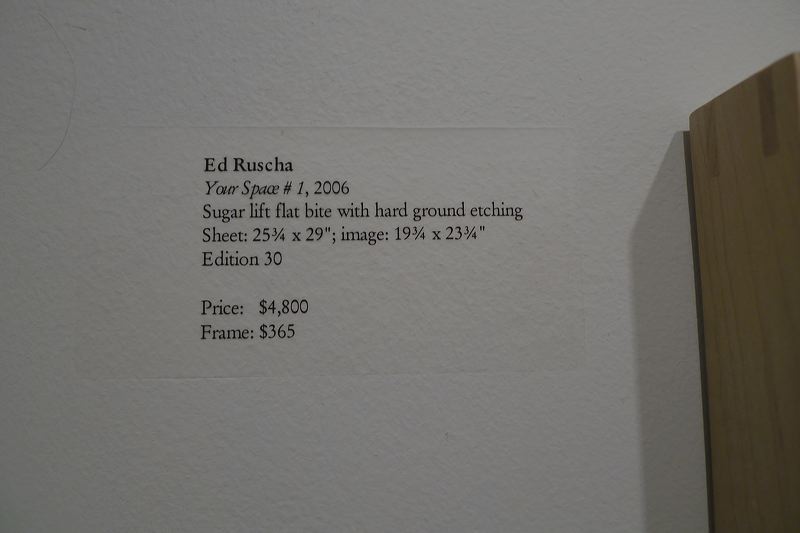 Ed Ruscha
Your Space # 1, 2006
Sugar lift flat bite with hard ground etching
Sheet: 25¾ x 29"; image: 19¾ x 23¾"
Edition 30
Price: $4,800
Frame: $365